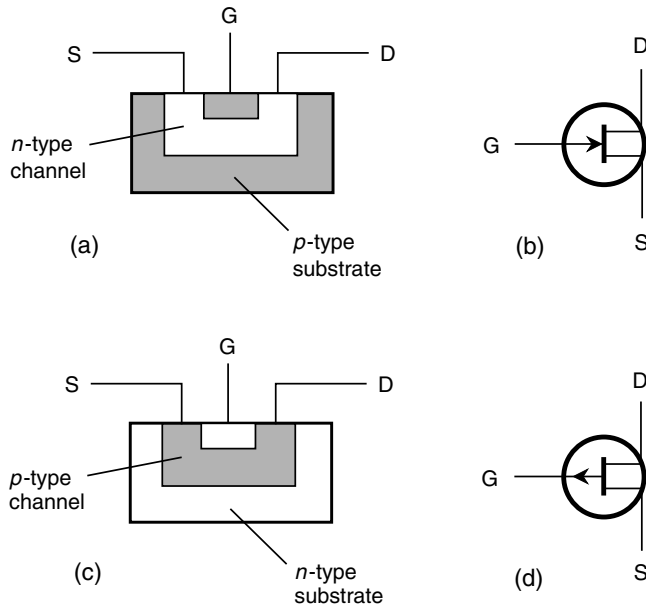 G
S
D
n-type
channel
(a)
p-type
substrate
D
G
S
(b)
G
S
D
p-type
channel
(c)
n-type
substrate
D
G
S
(d)